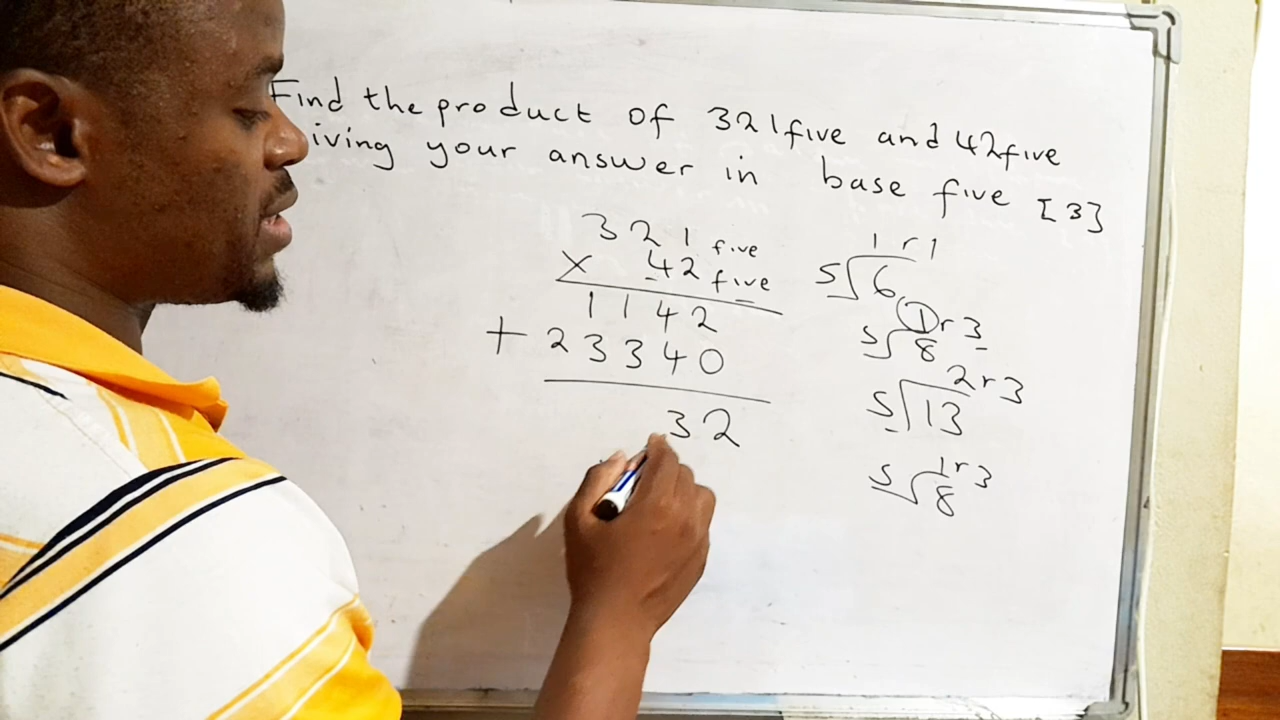 Find the product of 321five and 42five
iving your answer in base five [3]
321 five
x 42 five
1142
+ 23340
32
1 r 1
5 6
1 r 3
5 8
2 r 3
5 13
1 r 3
5 8